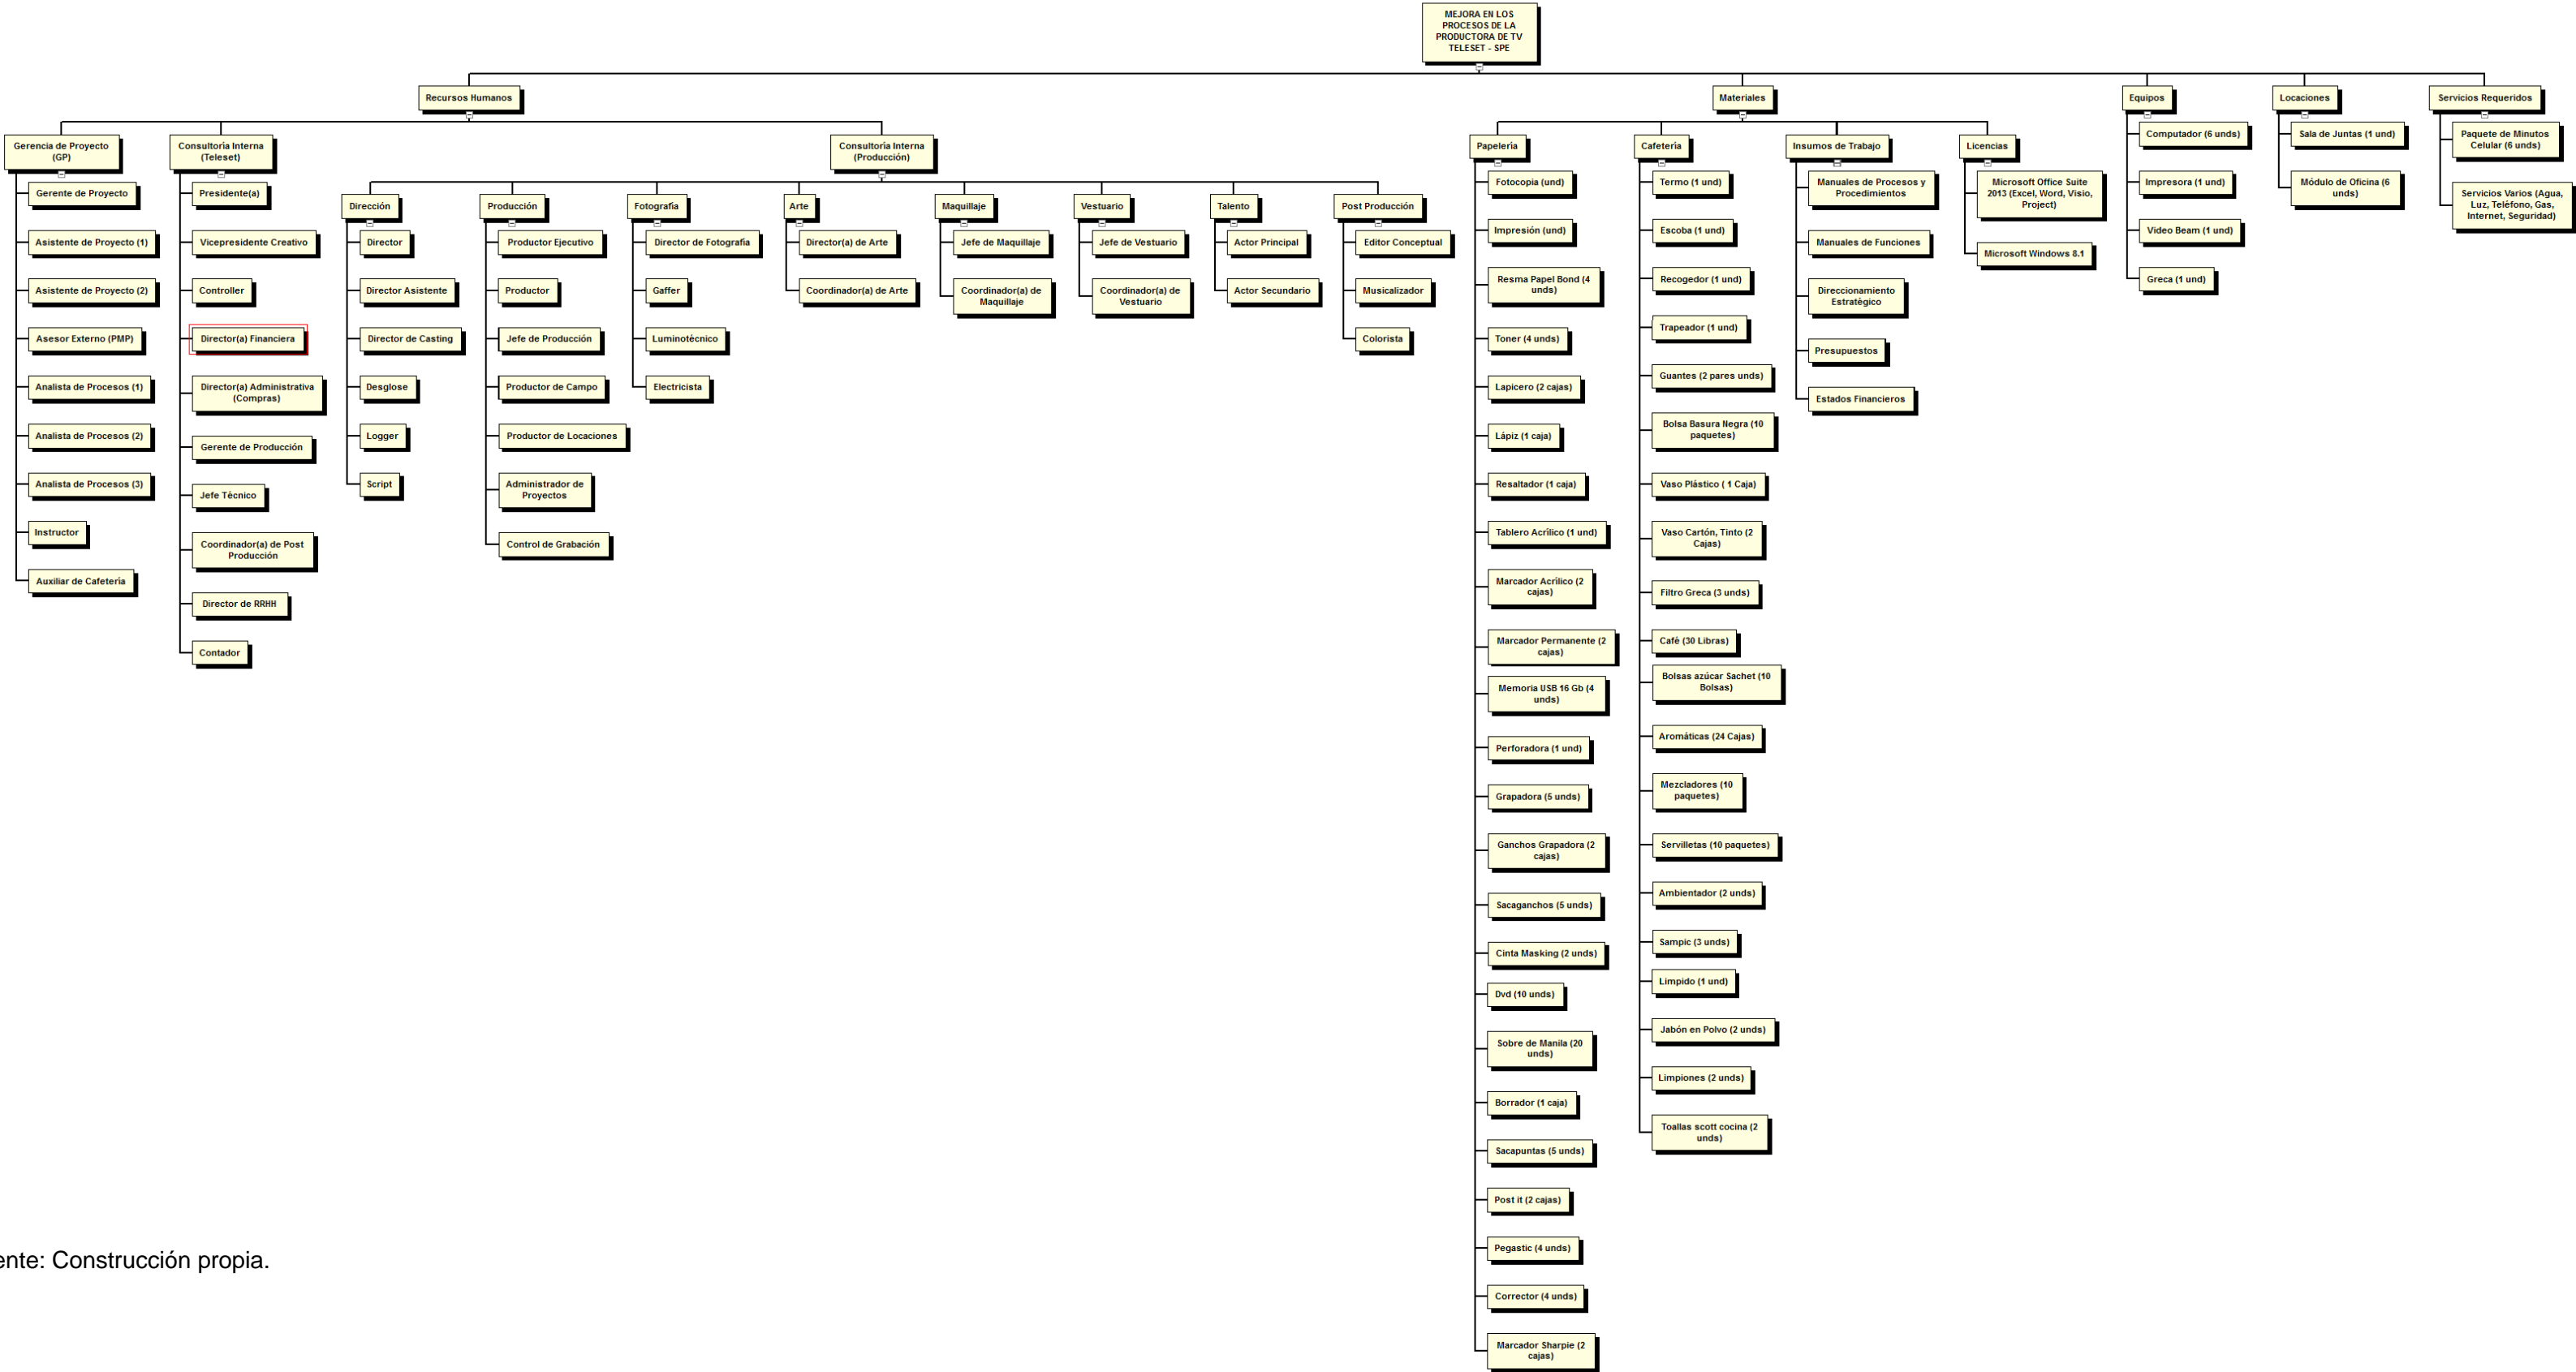 MEJORA EN LOS
PROCESOS DE LA
PRODUCTORA DE TV
TELESET - SPE
Recursos Humanos
Gerencia de Proyecto
(GP)
Gerente de Proyecto
Asistente de Proyecto (1)
Asistente de Proyecto (2)
Asesor Externo (PMP)
Analista de Procesos (1)
Analista de Procesos (2)
Analista de Procesos (3)
Instructor
Auxiliar de Cafetería
Consultoría Interna
(Teleset)
Presidente(a)
Vicepresidente Creativo
Controller
Director(a) Financiera
Director(a) Administrativa
(Compras)
Gerente de Producción
Jefe Técnico
Coordinador(a) de Post
Producción
Director de RRHH
Contador
Consultoría Interna
(Producción)
Dirección
Director
Director Asistente
Director de Casting
Desglose
Logger
Script
Producción
Productor Ejecutivo
Productor
Jefe de Producción
Productor de Campo
Productor de Locaciones
Administrador de
Proyectos
Control de Grabación
Fotografía
Director de Fotografía
Gaffer
Luminotécnico
Electricista
Arte
Director(a) de Arte
Coordinador(a) de Arte
Maquillaje
Jefe de Maquillaje
Coordinador(a) de
Maquillaje
Vestuario
Jefe de Vestuario
Coordinador(a) de
Vestuario
Talento
Actor Principal
Actor Secundario
Post Producción
Editor Conceptual
Musicalizador
Colorista
Materiales
Papelería
Fotocopia (und)
Impresión (und)
Resma Papel Bond (4
unds)
Toner (4 unds)
Lapicero (2 cajas)
Lápiz (1 caja)
Resaltador (1 caja)
Tablero Acrílico (1 und)
Marcador Acrílico (2
cajas)
Marcador Permanente (2
cajas)
Memoria USB 16 Gb (4
unds)
Perforadora (1 und)
Grapadora (5 unds)
Ganchos Grapadora (2
cajas)
Sacaganchos (5 unds)
Cinta Masking (2 unds)
Dvd (10 unds)
Sobre de Manila (20
unds)
Borrador (1 caja)
Sacapuntas (5 unds)
Post it (2 cajas)
Pegastic (4 unds)
Corrector (4 unds)
Marcador Sharpie (2
cajas)
Cafetería
Termo (1 und)
Escoba (1 und)
Recogedor (1 und)
Trapeador (1 und)
Guantes (2 pares unds)
Bolsa Basura Negra (10
paquetes)
Vaso Plástico ( 1 Caja)
Vaso Cartón, Tinto (2
Cajas)
Filtro Greca (3 unds)
Café (30 Libras)
Bolsas azúcar Sachet (10
Bolsas)
Aromáticas (24 Cajas)
Mezcladores (10
paquetes)
Servilletas (10 paquetes)
Ambientador (2 unds)
Sampic (3 unds)
Limpido (1 und)
Jabón en Polvo (2 unds)
Limpiones (2 unds)
Toallas scott cocina (2
unds)
Insumos de Trabajo
Manuales de Procesos y
Procedimientos
Manuales de Funciones
Direccionamiento
Estratégico
Presupuestos
Estados Financieros
Licencias
Microsoft Office Suite
2013 (Excel, Word, Visio,
Project)
Microsoft Windows 8.1
Equipos
Computador (6 unds)
Impresora (1 und)
Video Beam (1 und)
Greca (1 und)
Locaciones
Sala de Juntas (1 und)
Módulo de Oficina (6
unds)
Servicios Requeridos
Paquete de Minutos
Celular (6 unds)
Servicios Varios (Agua,
Luz, Teléfono, Gas,
Internet, Seguridad)
ente: Construcción propia.